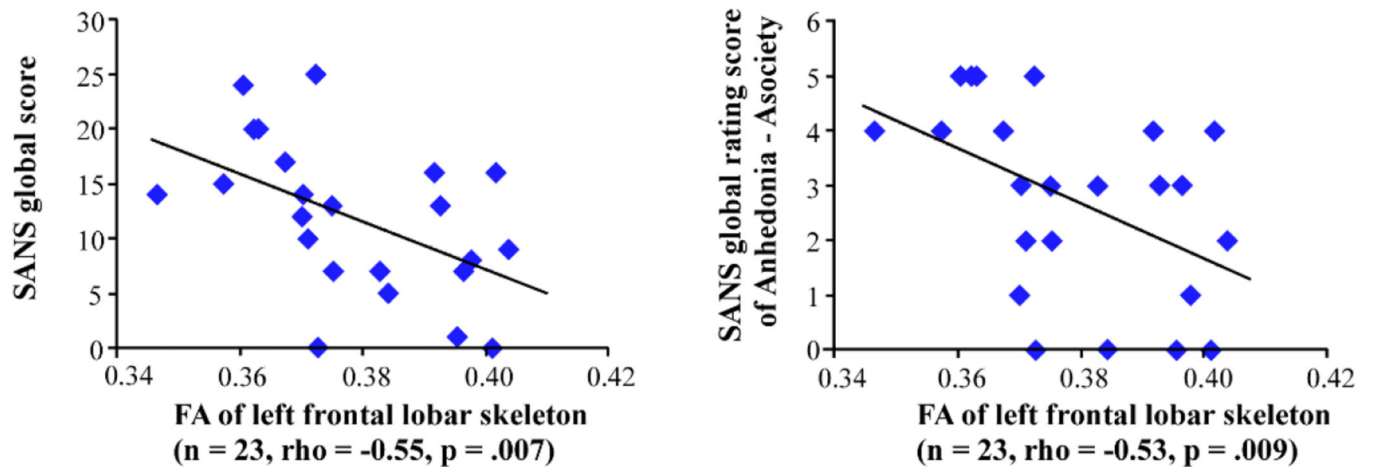 SANS global score
30
25
20
15
10
5
0
0.34 0.36 0.38 0.40 0.42
FA of left frontal lobar skeleton
(n = 23, rho = -0.55, p = .007)
SANS global rating score
of Anhedonia - Asociety
6
5
4
3
2
1
0
0.34 0.36 0.38 0.40 0.42
FA of left frontal lobar skeleton
(n = 23, rho = -0.53, p = .009)